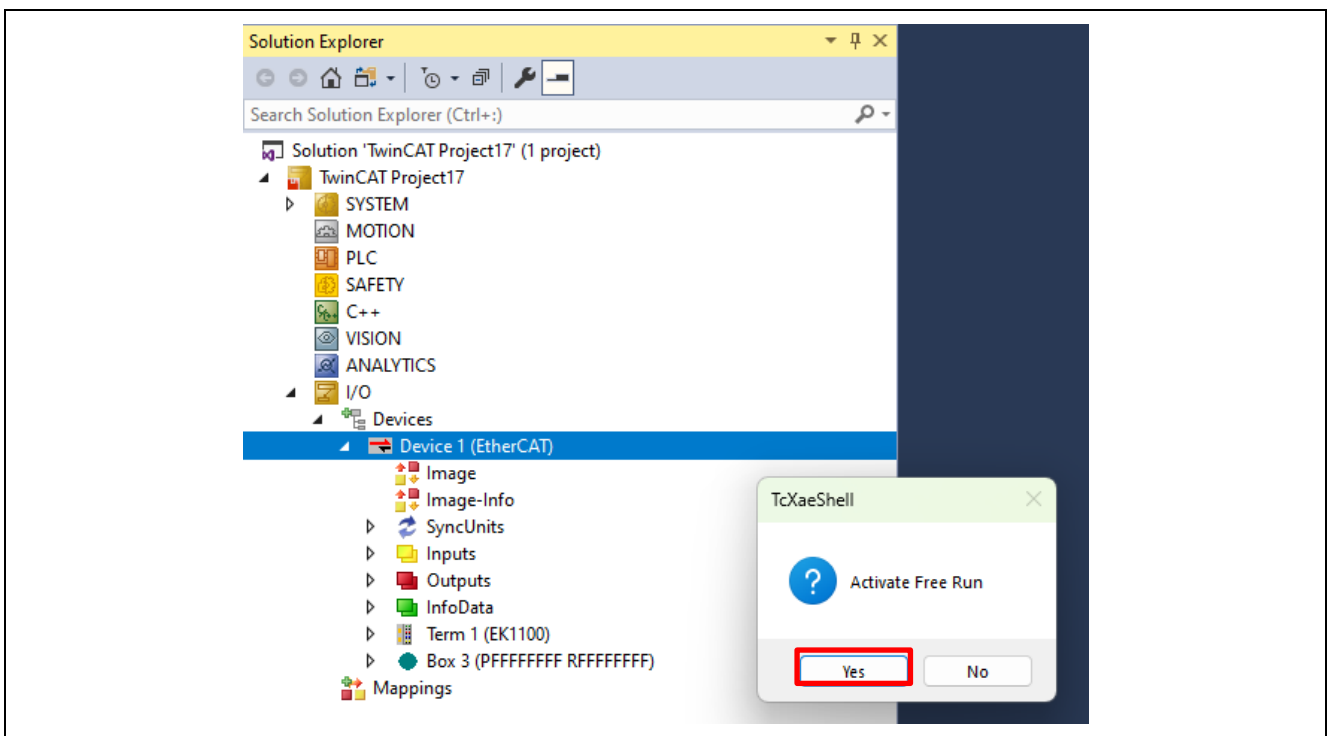 Solution Explorer
Search Solution Explorer (Ctrl+:)
Solution 'TwinCAT Project17' (1 project)
TwinCAT Project17
SYSTEM
MOTION
PLC
SAFETY
C++
VISION
ANALYTICS
I/O
Devices
Device 1 (EtherCAT)
Image
Image-Info
SyncUnits
Inputs
Outputs
InfoData
Term 1 (EK1100)
Box 3 (PFFFFFFFF RFFFFFFFF)
Mappings
TcXaeShell
Activate Free Run
Yes No